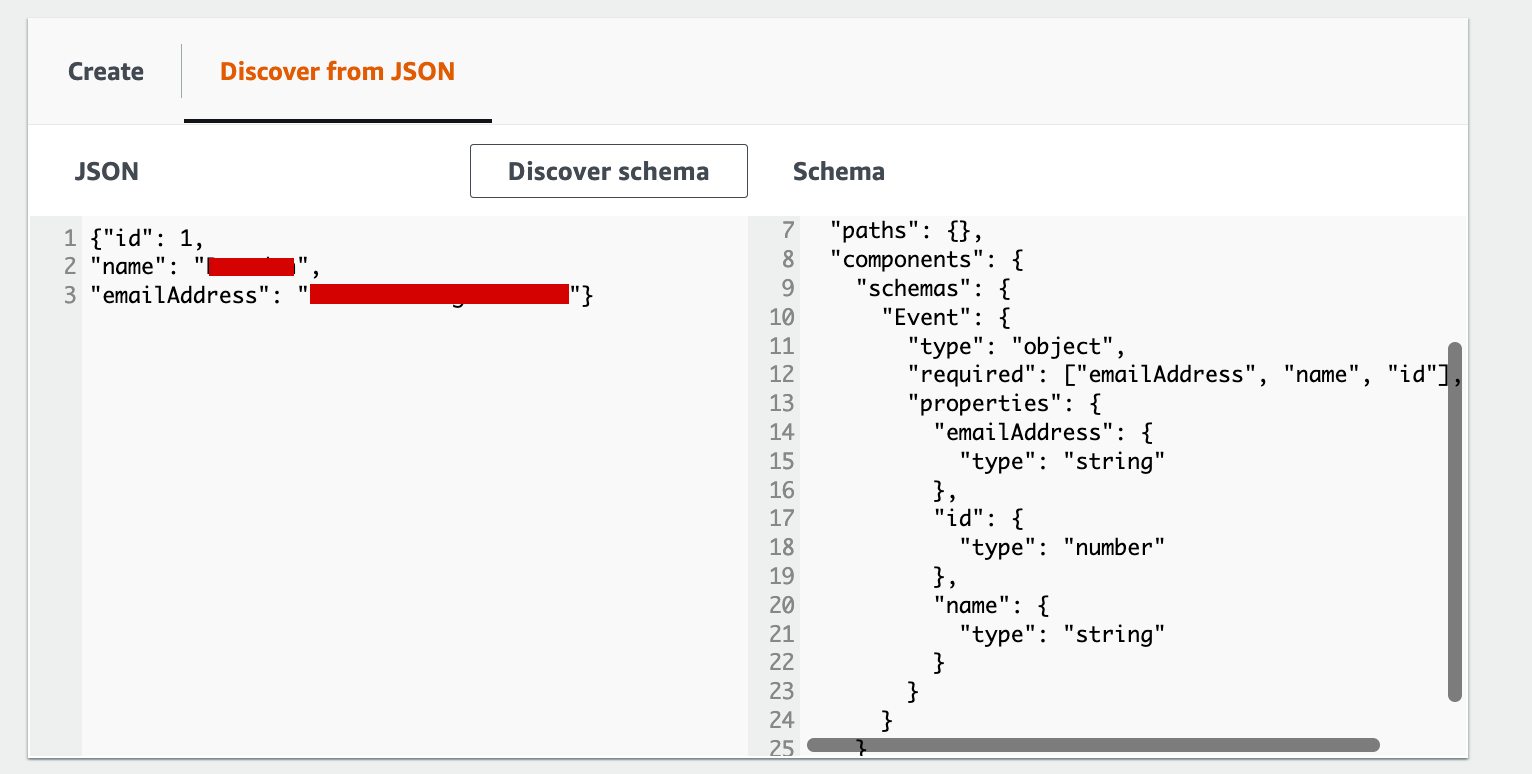 Create
Discover from JSON
JSON
Discover schema
Schema
1 {"id": 1,
2 "name": "",
3 "emailAddress": ""}
7 "paths": {},
8 "components": {
9 "schemas": {
10 "Event": {
11 "type": "object",
12 "required": ["emailAddress", "name", "id"],
13 "properties": {
14 "emailAddress": {
15 "type": "string"
16 },
17 "id": {
18 "type": "number"
19 },
20 "name": {
21 "type": "string"
22 }
23 }
24 }
25 }